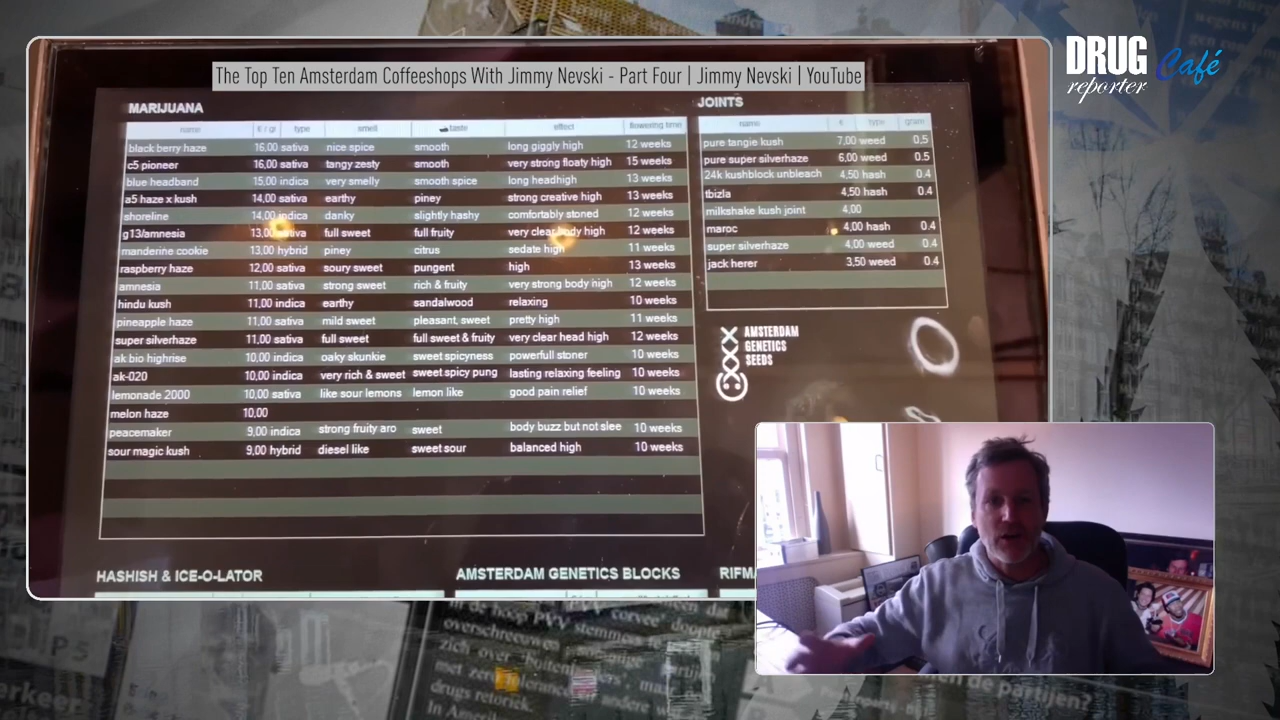 The Top Ten Amsterdam Coffeeshops With Jimmy Nevski - Part Four | Jimmy Nevski | YouTube
DRUG
reporter
Café
MARIJUANA
name € / gr type smell taste effect flowering time
black berry haze 16,00 sativa nice spice smooth long giggly high 12 weeks
c5 pioneer 16,00 sativa tangy zesty smooth very strong floaty high 15 weeks
blue headband 15,00 indica very smelly smooth spice long headhigh 13 weeks
a5 haze x kush 14,00 sativa earthy piney strong creative high 13 weeks
shoreline 14,00 indica danky slightly hashy comfortably stoned 12 weeks
g13/amnesia 13,00 sativa full sweet full fruity very clear body high 12 weeks
manderine cookie 13,00 hybrid piney citrus sedate high 11 weeks
raspberry haze 12,00 sativa soury sweet pungent high 13 weeks
amnesia 11,00 sativa strong sweet rich & fruity very strong body high 12 weeks
hindu kush 11,00 indica earthy sandalwood relaxing 10 weeks
pineapple haze 11,00 sativa mild sweet pleasant, sweet pretty high 11 weeks
super silverhaze 11,00 sativa full sweet full sweet & fruity very clear head high 12 weeks
ak bio highrise 10,00 indica oaky skunkie sweet spicyness powerfull stoner 10 weeks
ak-020 10,00 indica very rich & sweet sweet spicy pung lasting relaxing feeling 10 weeks
lemonade 2000 10,00 sativa like sour lemons lemon like good pain relief 10 weeks
melon haze 10,00
peacemaker 9,00 indica strong fruity aro sweet body buzz but not slee 10 weeks
sour magic kush 9,00 hybrid diesel like sweet sour balanced high 10 weeks
JOINTS
name € type gram
pure tangie kush 7,00 weed 0,5
pure super silverhaze 6,00 weed 0.5
24k kushblock unbleach 4,50 hash 0.4
tbizla 4,50 hash 0.4
milkshake kush joint 4,00
maroc 4,00 hash 0.4
super silverhaze 4,00 weed 0.4
jack herer 3,50 weed 0.4
AMSTERDAM
GENETICS
SEEDS
HASHISH & ICE-O-LATOR
AMSTERDAM GENETICS BLOCKS
in de hoop PVV
overschreeuwen
drugs retoriek.